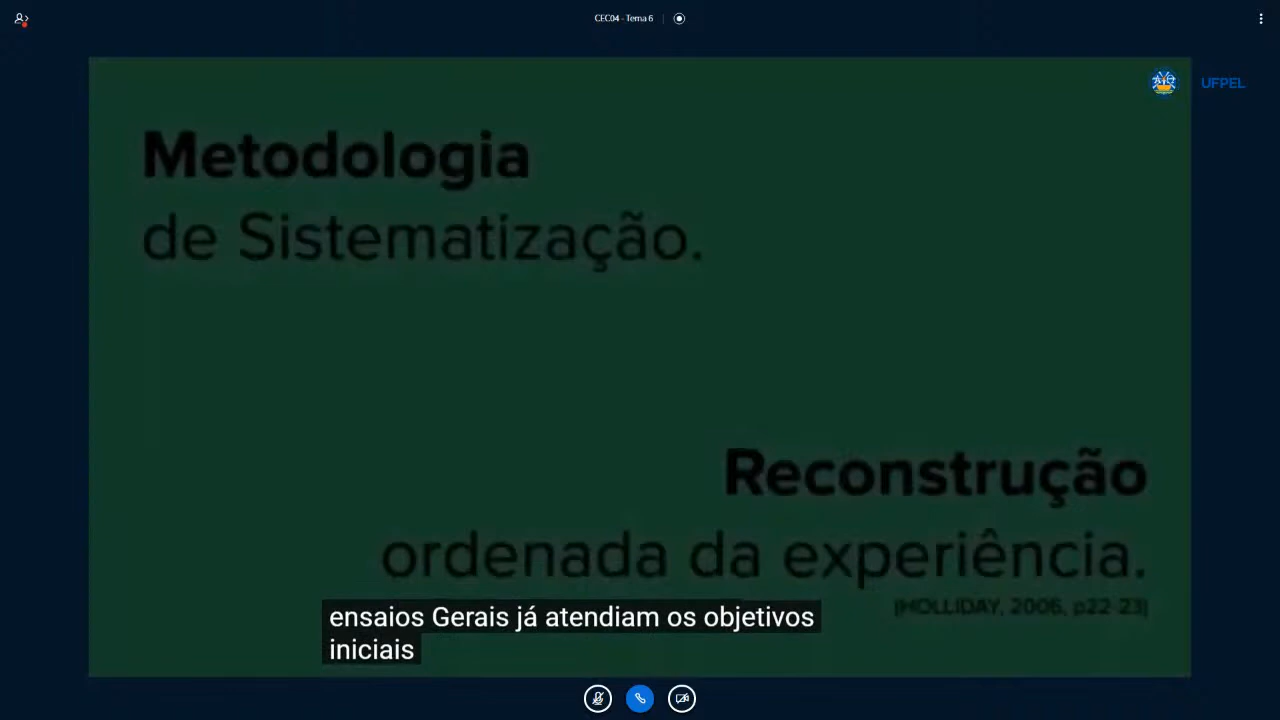 CEC04 - Tema 6
UFPEL
Metodologia
de Sistematização.
Reconstrução
ordenada da experiência.
(HOLLIDAY, 2006, p22-23)
ensaios Gerais já atendiam os objetivos
iniciais